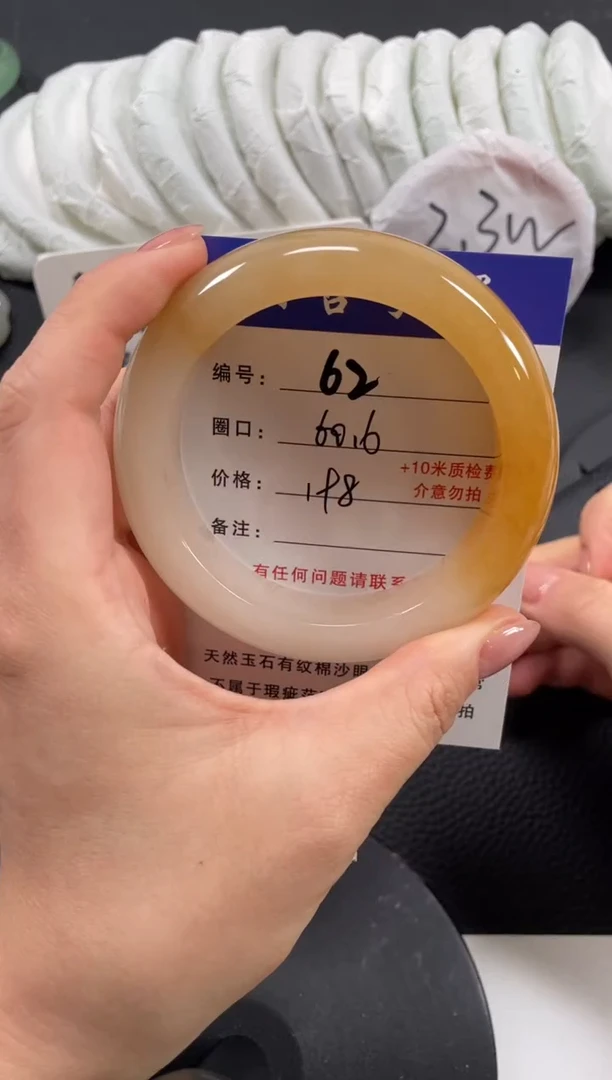 2.3w
编号：62
圈口：60.6
+10米质检费
价格：198
介意勿拍
备注：
有任何问题请联系
天然玉石有纹棉沙眼
不属于瑕疵
拍